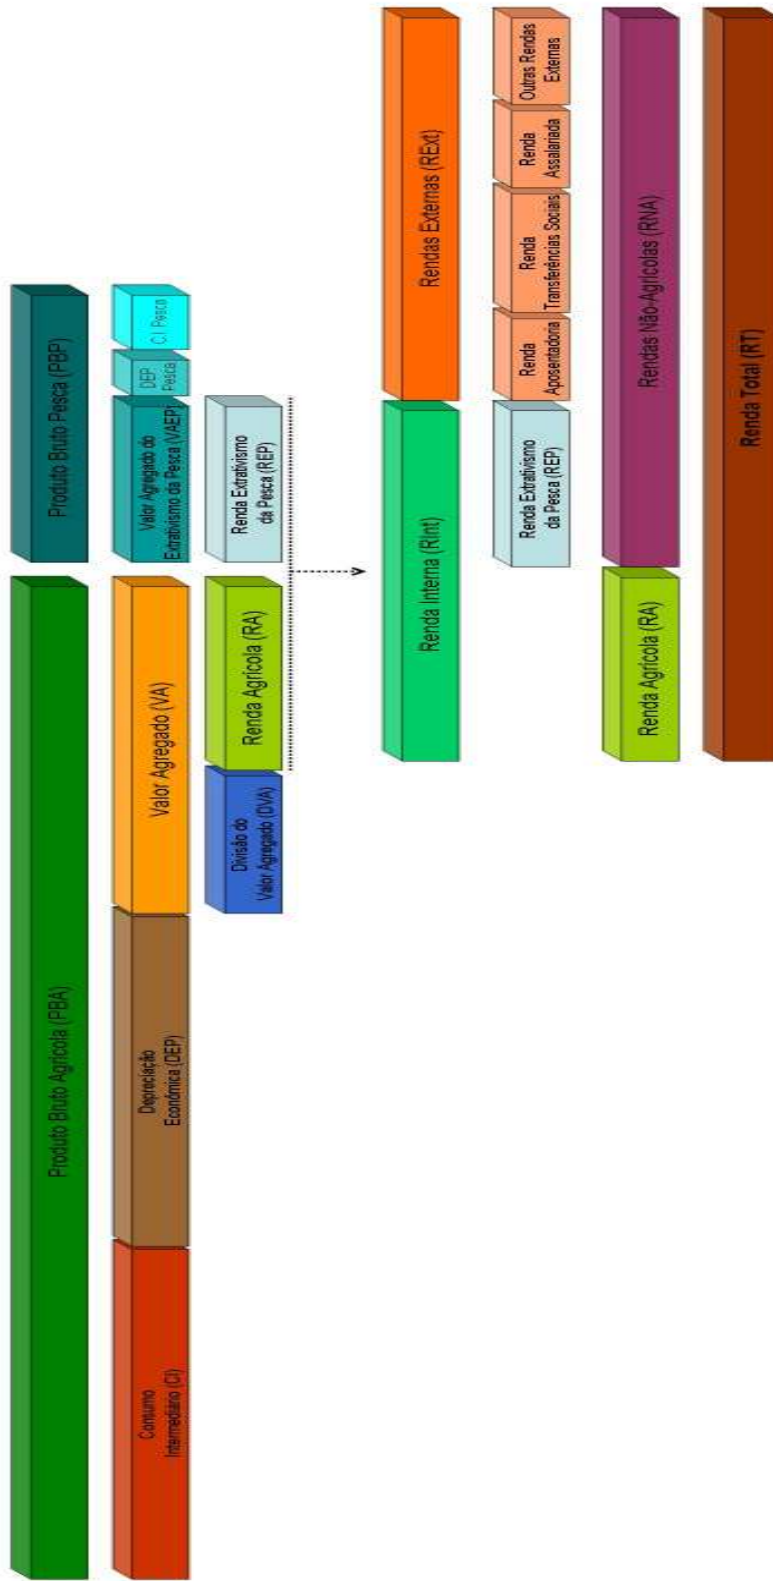 Produto Bruto Agrícola (PBA)
Produto Bruto Pesca (PBP)
Consumo
Intermediário (CI)
Depreciação
Econômica (DEP)
Valor Agregado (VA)
Valor Agregado do
Extrativismo da Pesca (VAEP)
DEP
Pesca
C.I Pesca
Divisão do
Valor Agregado (DVA)
Renda Agrícola (RA)
Renda Extrativismo
da Pesca (REP)
Renda Interna (RInt)
Rendas Externas (RExt)
Renda Extrativismo
da Pesca (REP)
Renda
Aposentadoria
Renda
Transferências Sociais
Renda
Assalariada
Outras Rendas
Externas
Renda Agrícola (RA)
Rendas Não-Agrícolas (RNA)
Renda Total (RT)